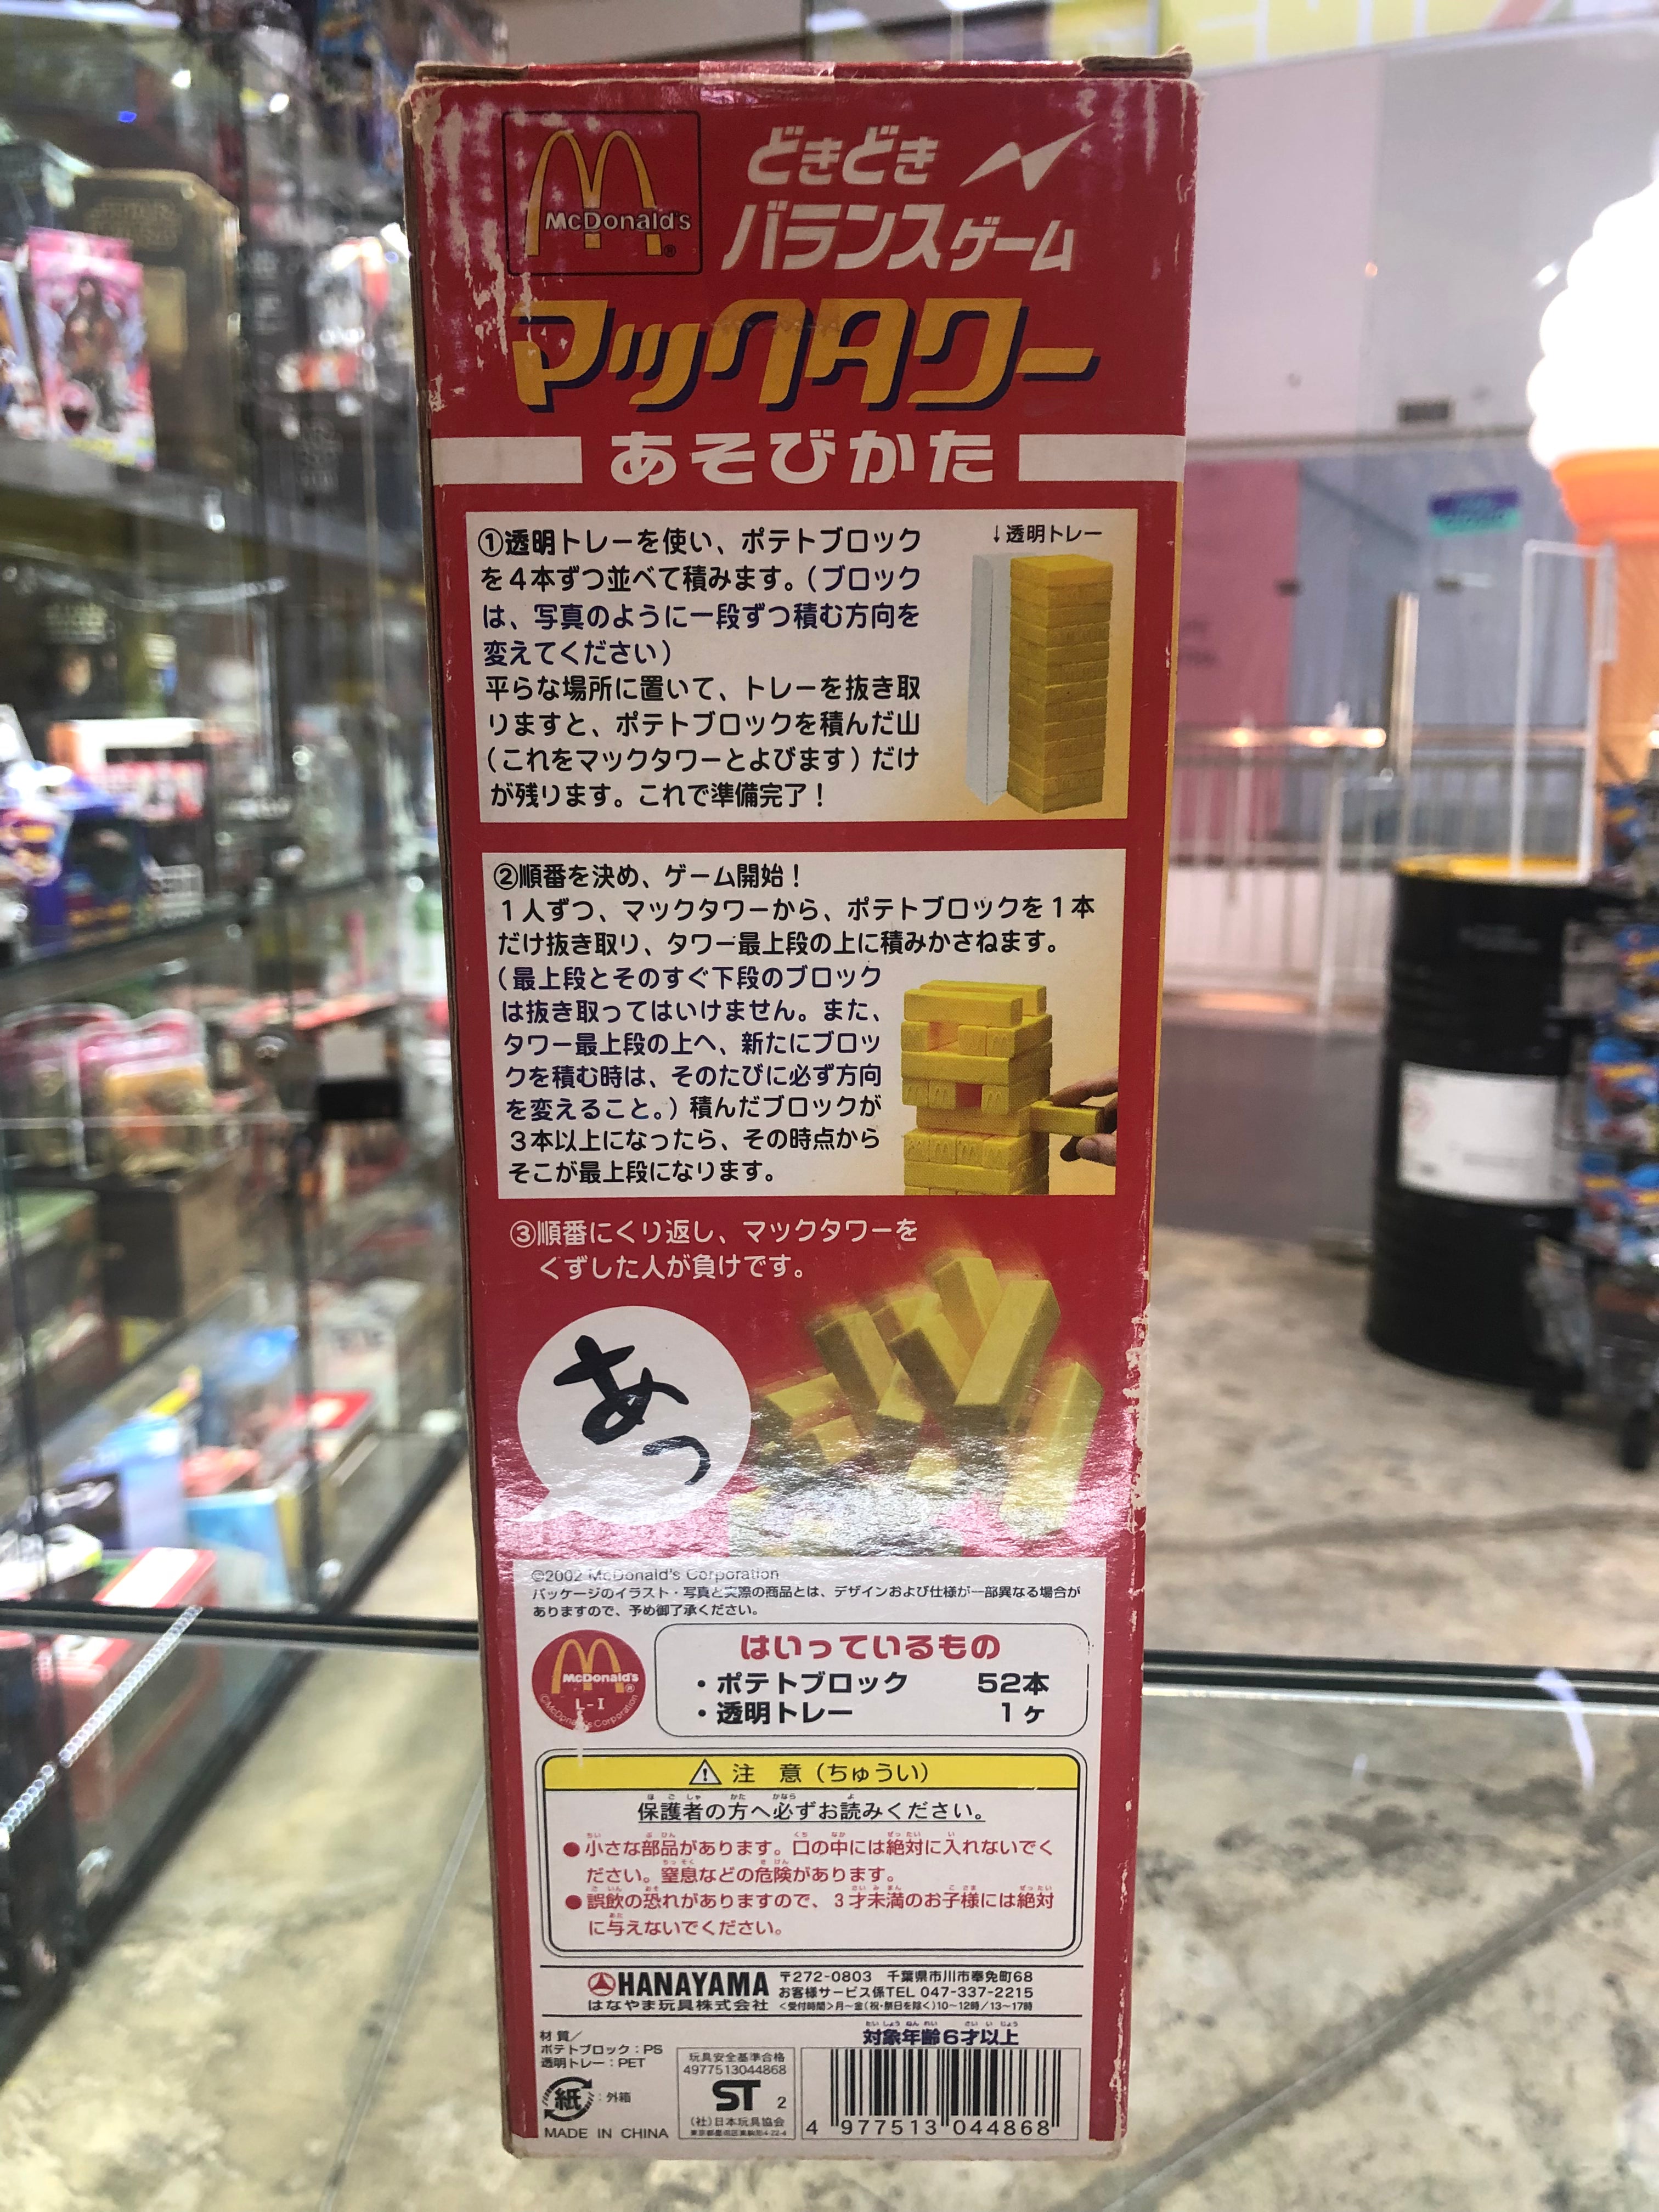 McDonald's®
どきどき
バランスゲーム
マックタワー
あそびかた
①透明トレーを使い、ポテトブロック
を4本ずつ並べて積みます。（ブロック
は、写真のように一段ずつ積む方向を
変えてください）
平らな場所に置いて、トレーを抜き取
りますと、ポテトブロックを積んだ山
（これをマックタワーとよびます）だけ
が残ります。これで準備完了！
↓透明トレー
②順番を決め、ゲーム開始！
1人ずつ、マックタワーから、ポテトブロックを1本
だけ抜き取り、タワー最上段の上に積みかさねます。
（最上段とそのすぐ下段のブロック
は抜き取ってはいけません。また、
タワー最上段の上へ、新たにブロッ
クを積む時は、そのたびに必ず方向
を変えること。）積んだブロックが
3本以上になったら、その時点から
そこが最上段になります。
③順番にくり返し、マックタワーを
くずした人が負けです。
あっ
©2002 McDonald's Corporation
パッケージのイラスト・写真と実際の商品とは、デザインおよび仕様が一部異なる場合が
ありますので、予め御了承ください。
McDonald's®
L-I
©McDonald's Corporation
はいっているもの
・ポテトブロック 52本
・透明トレー 1ヶ
⚠注 意（ちゅうい）
保護者の方へ必ずお読みください。
●小さな部品があります。口の中には絶対に入れないでく
ださい。窒息などの危険があります。
●誤飲の恐れがありますので、3才未満のお子様には絶対
に与えないでください。
HANAYAMA
はなやま玩具株式会社
〒272-0803 千葉県市川市奉免町68
お客様サービス係TEL 047-337-2215
<受付時間>月〜金(祝・祭日を除く)10〜12時/13〜17時
材質/
ポテトブロック：PS
透明トレー：PET
紙：外箱
MADE IN CHINA
玩具安全基準合格
4977513044868
ST 2
(社)日本玩具協会
対象年齢6才以上
4 977513 044868